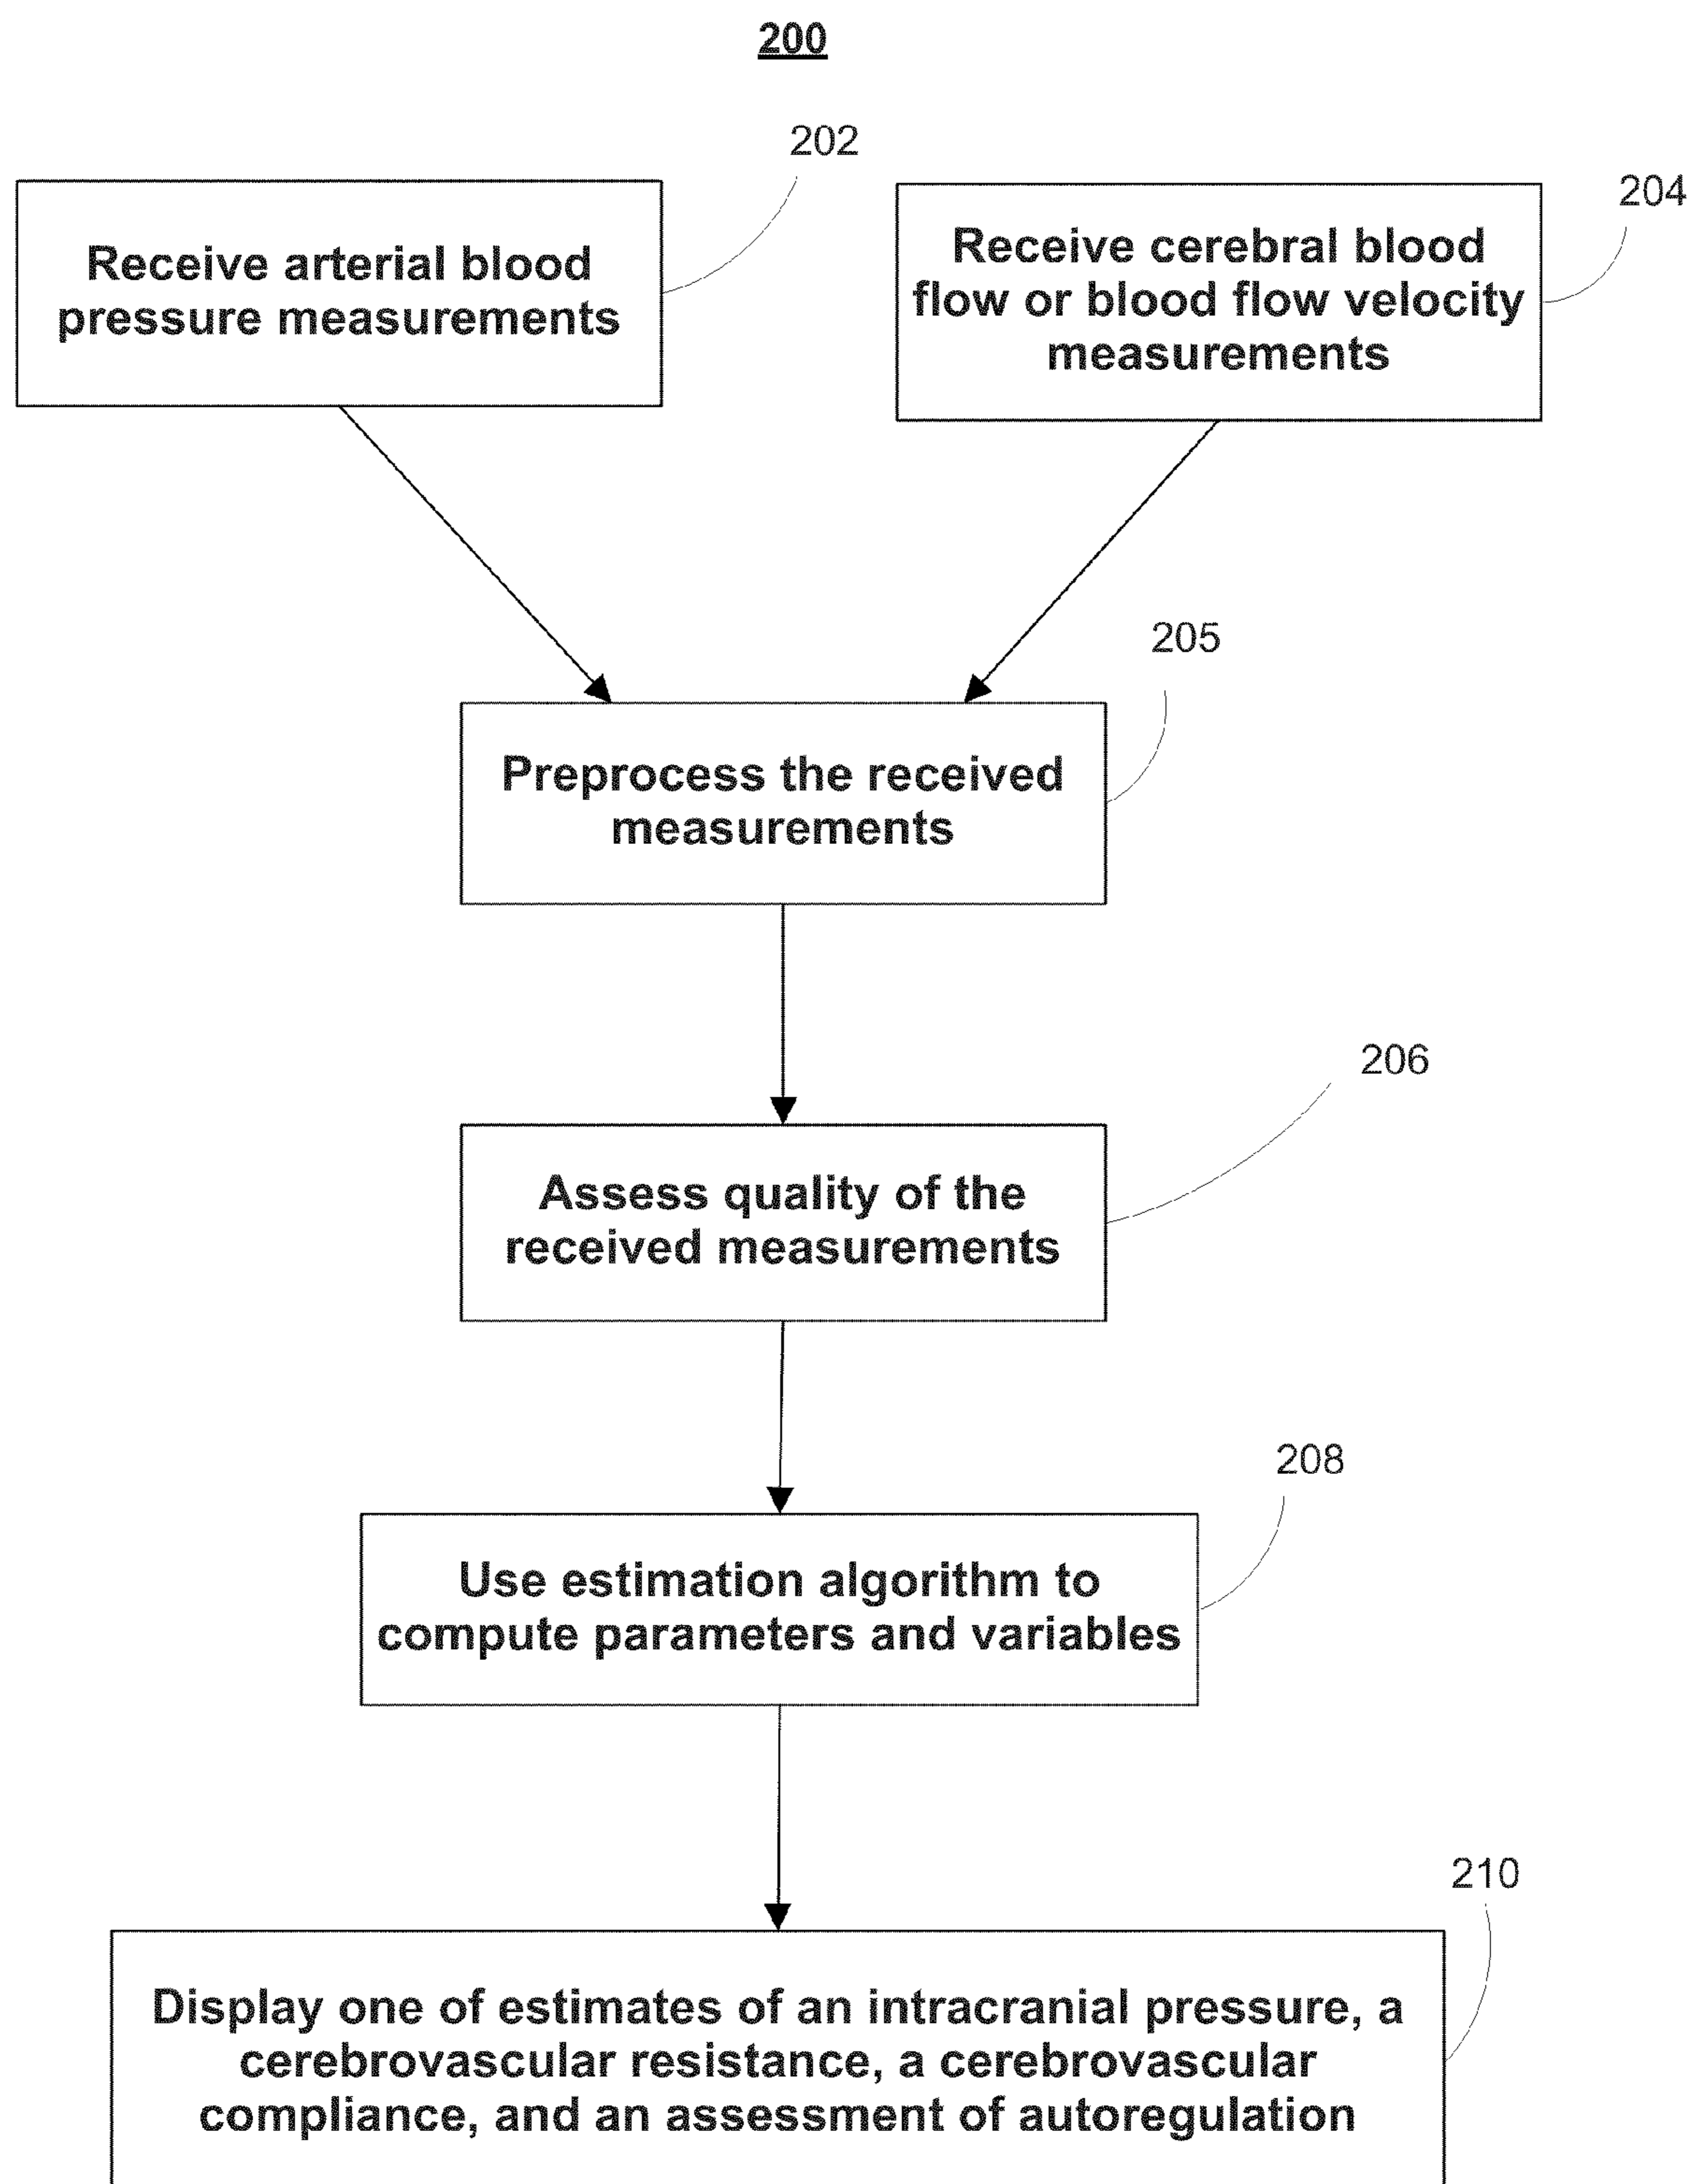 200
202
Receive arterial blood
pressure measurements
204
Receive cerebral blood
flow or blood flow velocity
measurements
205
Preprocess the received
measurements
206
Assess quality of the
received measurements
208
Use estimation algorithm to
compute parameters and variables
210
Display one of estimates of an intracranial pressure, a
cerebrovascular resistance, a cerebrovascular
compliance, and an assessment of autoregulation